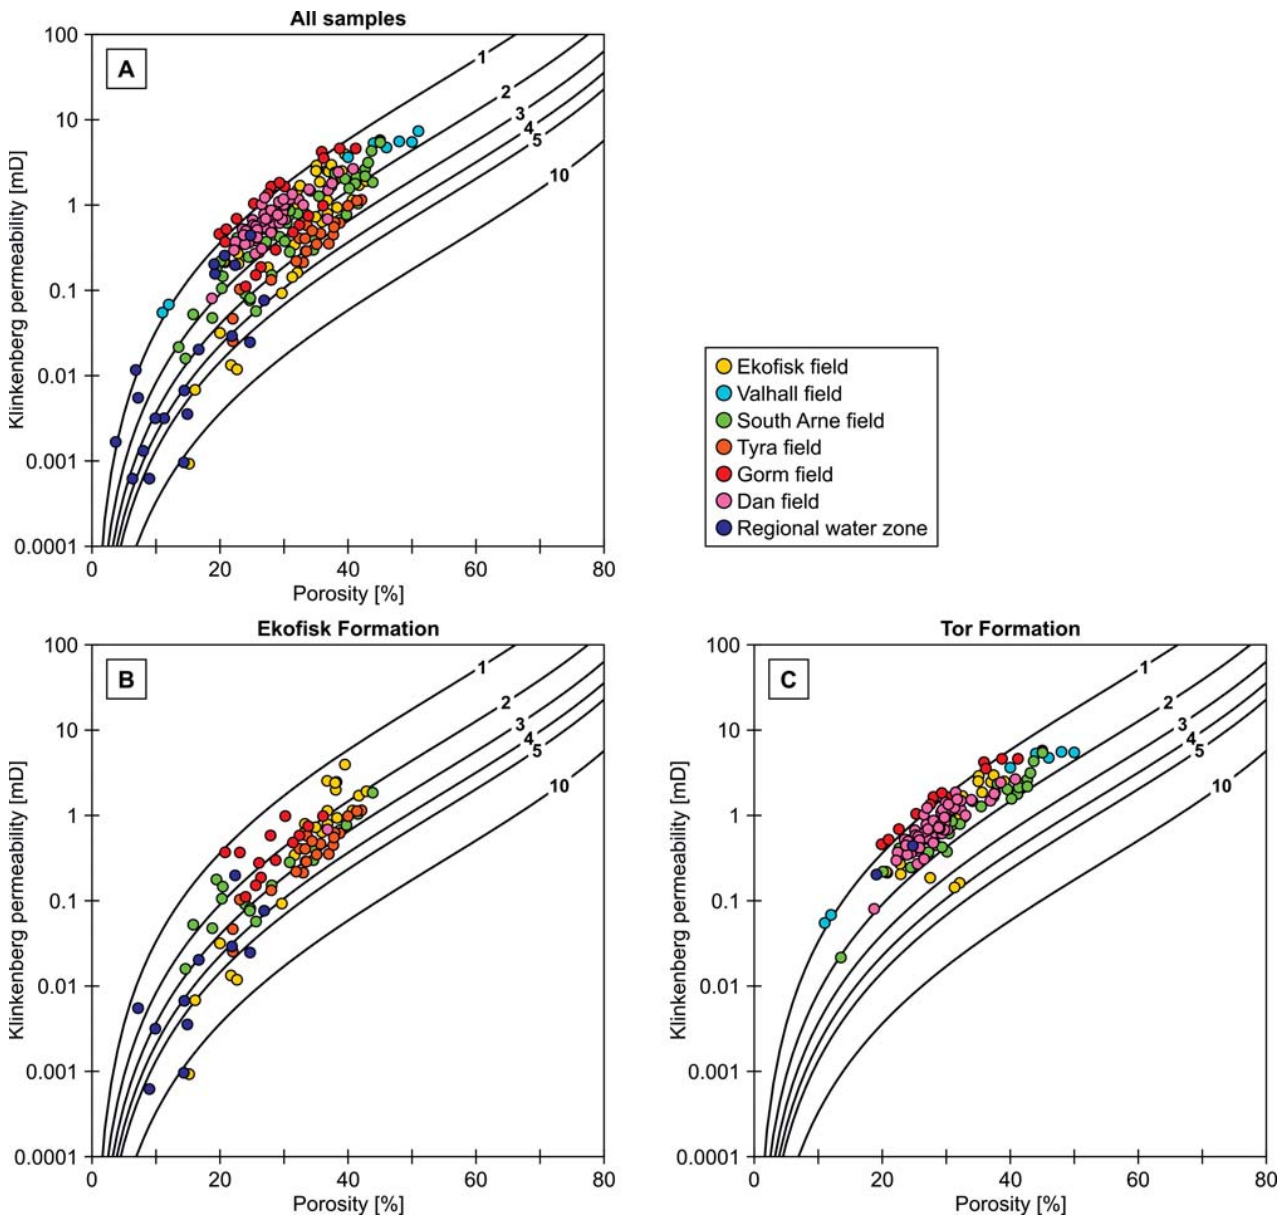 All samples
A
100
10
1
0.1
0.01
0.001
0.0001
Klinkenberg permeability [mD]
0 20 40 60 80
Porosity [%]
1
2
3
4
5
10
Ekofisk field
Valhall field
South Arne field
Tyra field
Gorm field
Dan field
Regional water zone
Ekofisk Formation
B
100
10
1
0.1
0.01
0.001
0.0001
Klinkenberg permeability [mD]
0 20 40 60 80
Porosity [%]
1
2
3
4
5
10
Tor Formation
C
100
10
1
0.1
0.01
0.001
0.0001
Klinkenberg permeability [mD]
0 20 40 60 80
Porosity [%]
1
2
3
4
5
10